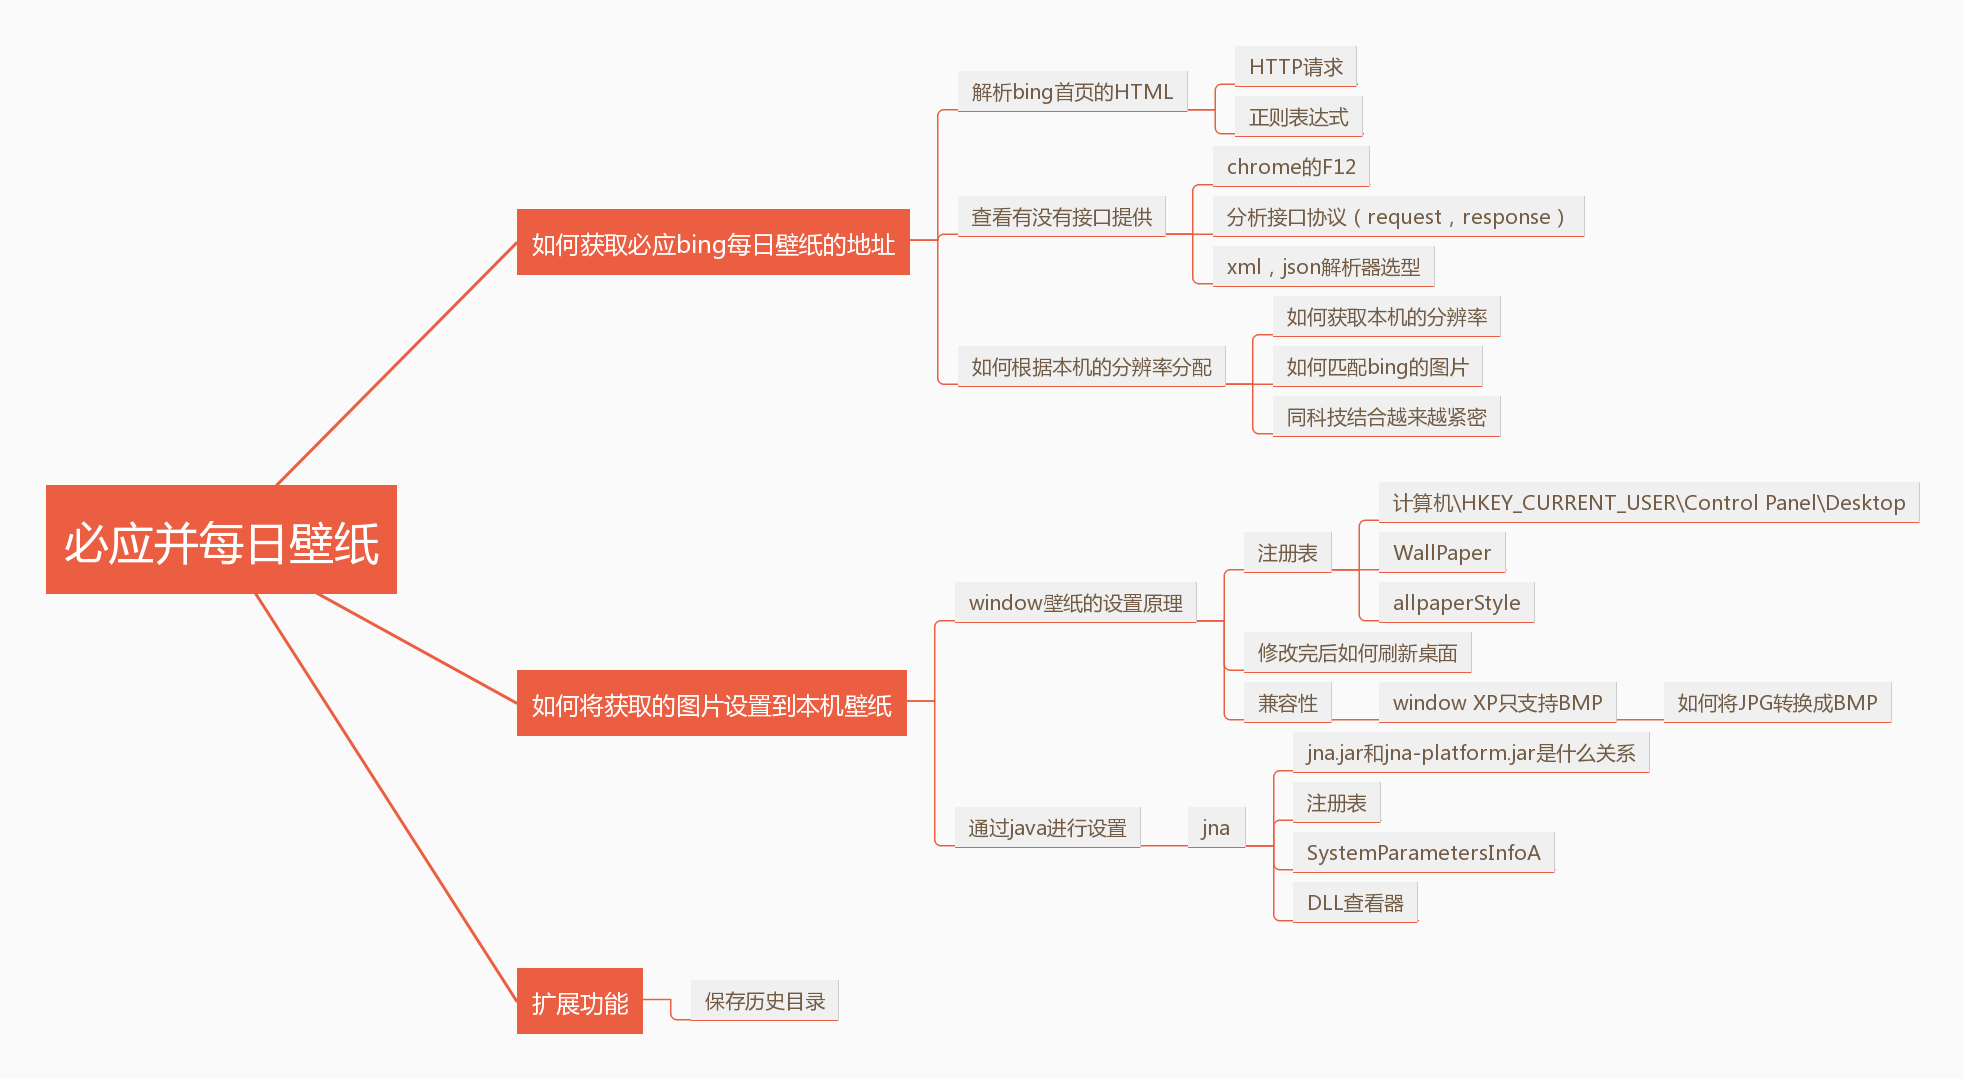 必应并每日壁纸
如何获取必应bing每日壁纸的地址
解析bing首页的HTML
HTTP请求
正则表达式
查看有没有接口提供
chrome的F12
分析接口协议（request，response）
xml，json解析器选型
如何根据本机的分辨率分配
如何获取本机的分辨率
如何匹配bing的图片
同科技结合越来越紧密
如何将获取的图片设置到本机壁纸
window壁纸的设置原理
注册表
计算机\HKEY_CURRENT_USER\Control Panel\Desktop
WallPaper
allpaperStyle
修改完后如何刷新桌面
兼容性
window XP只支持BMP
如何将JPG转换成BMP
通过java进行设置
jna
jna.jar和jna-platform.jar是什么关系
注册表
SystemParametersInfoA
DLL查看器
扩展功能
保存历史目录